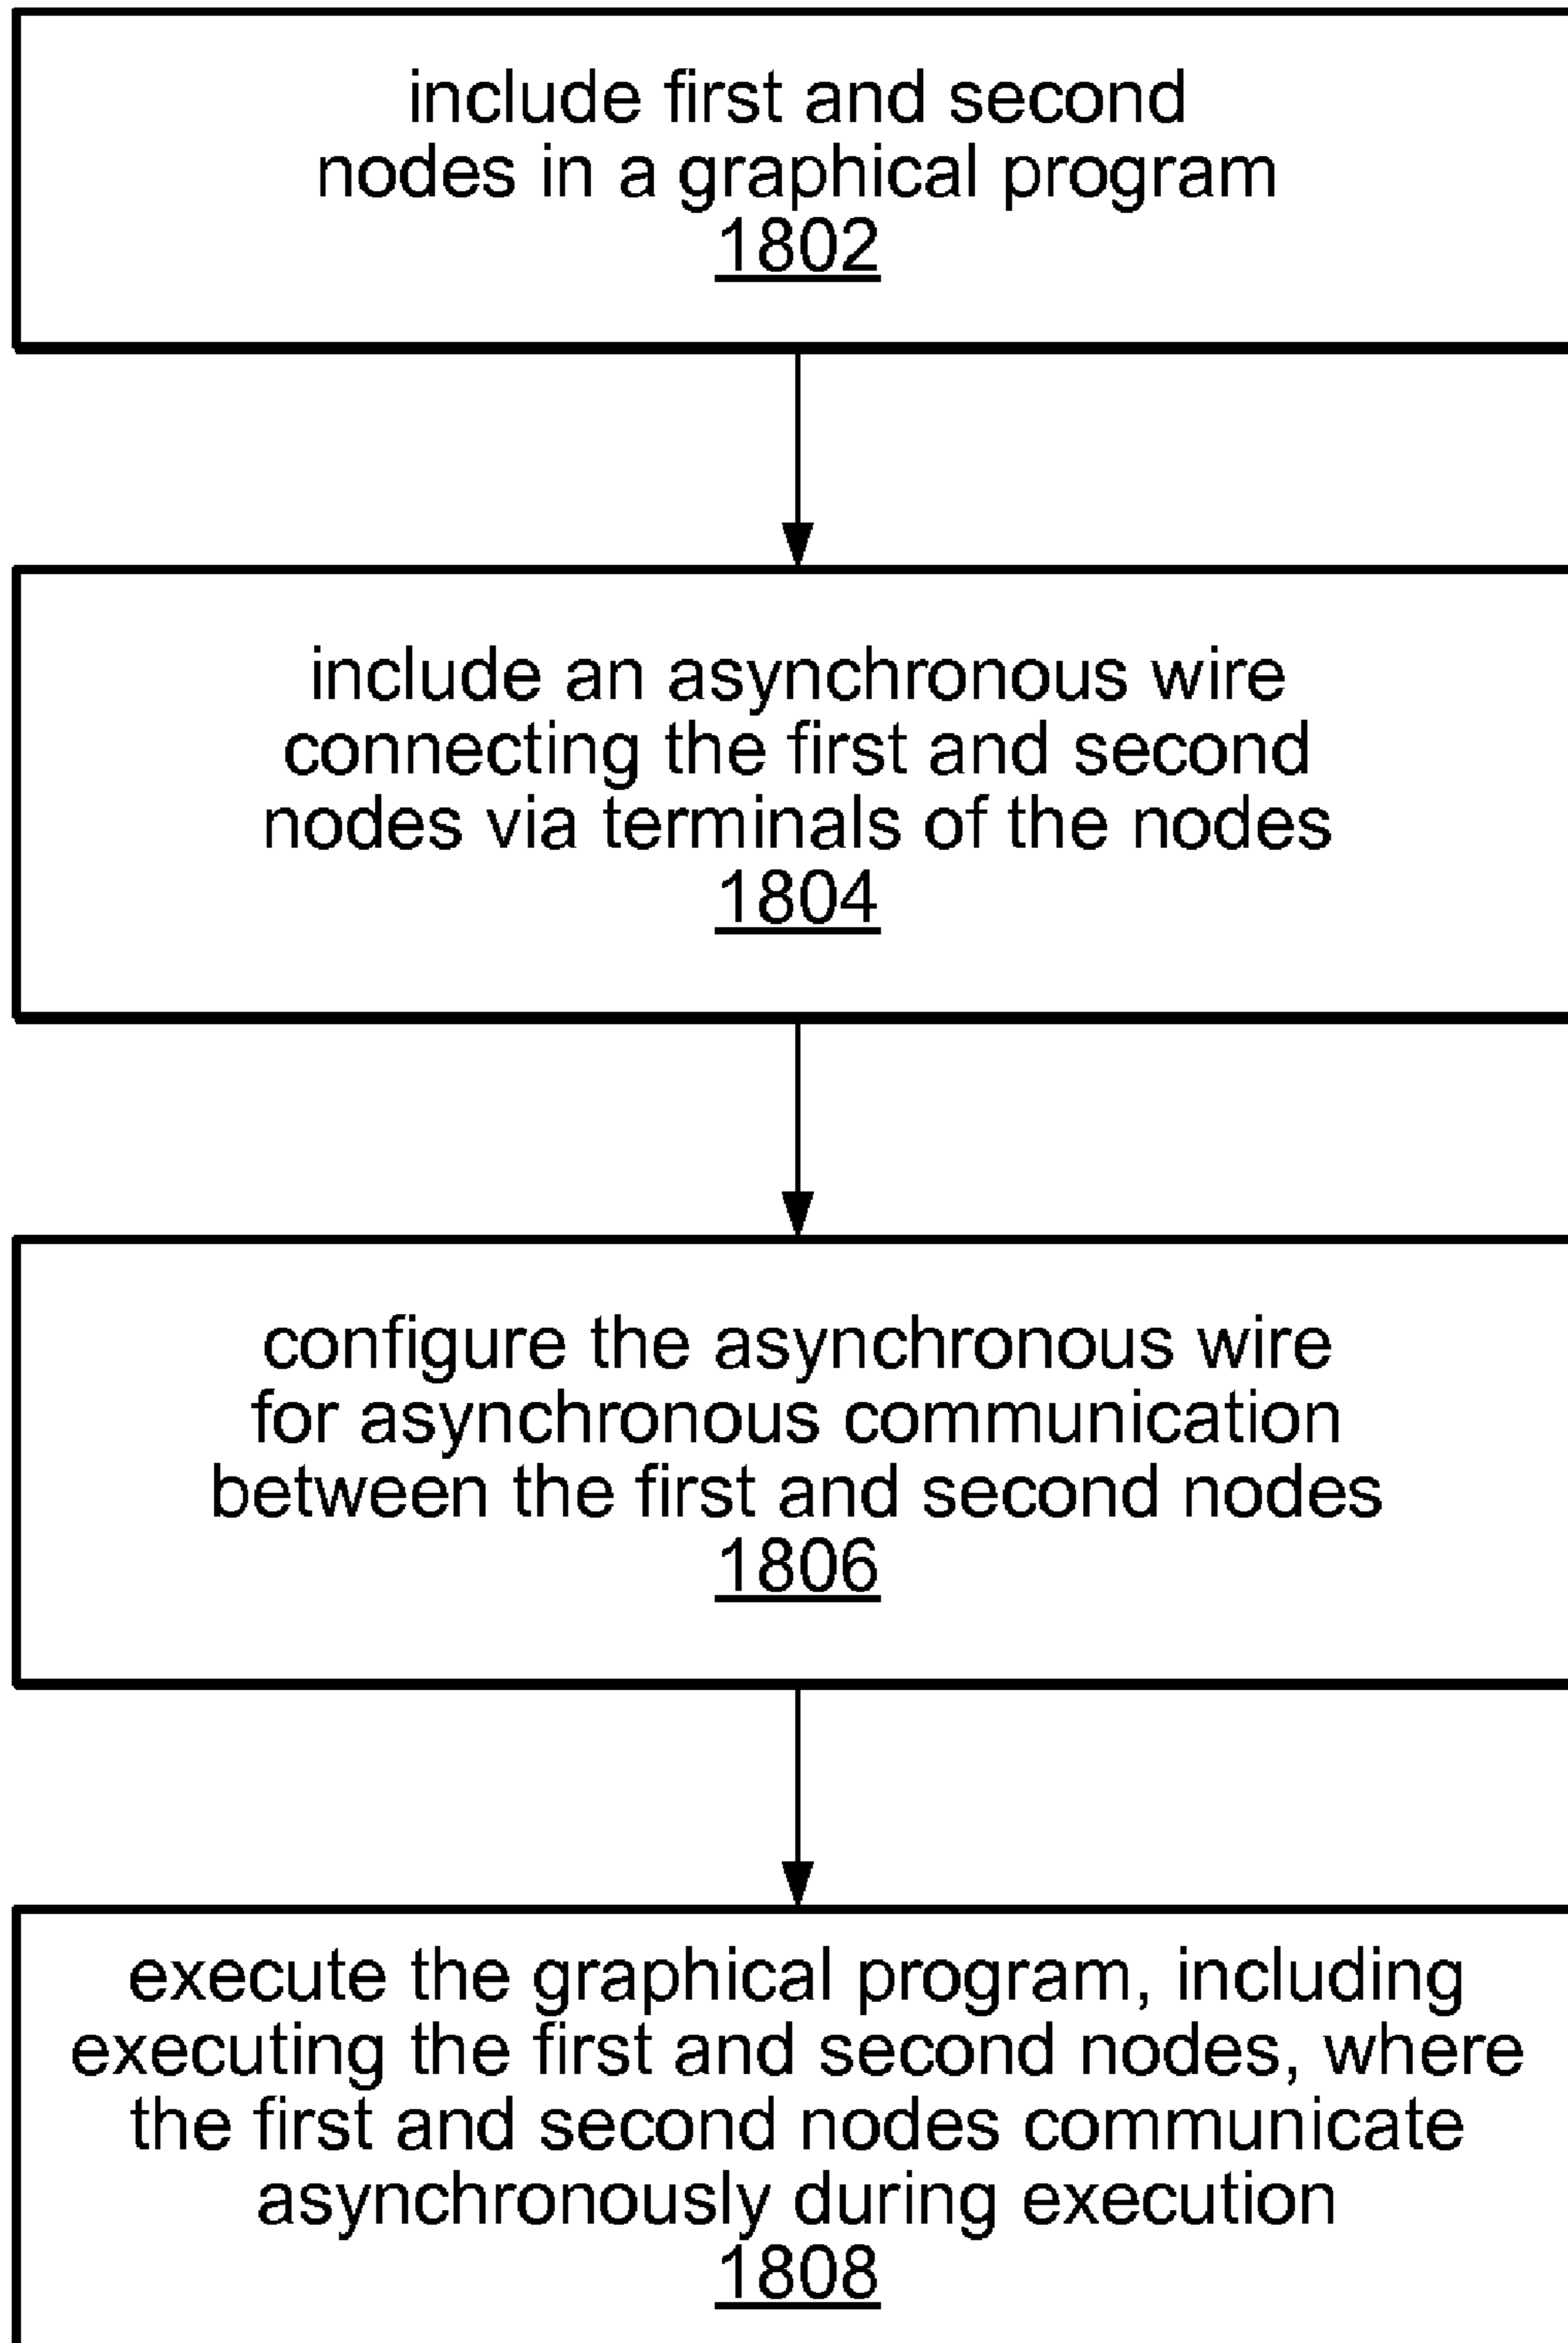 include first and second
nodes in a graphical program
1802
include an asynchronous wire
connecting the first and second
nodes via terminals of the nodes
1804
configure the asynchronous wire
for asynchronous communication
between the first and second nodes
1806
execute the graphical program, including
executing the first and second nodes, where
the first and second nodes communicate
asynchronously during execution
1808